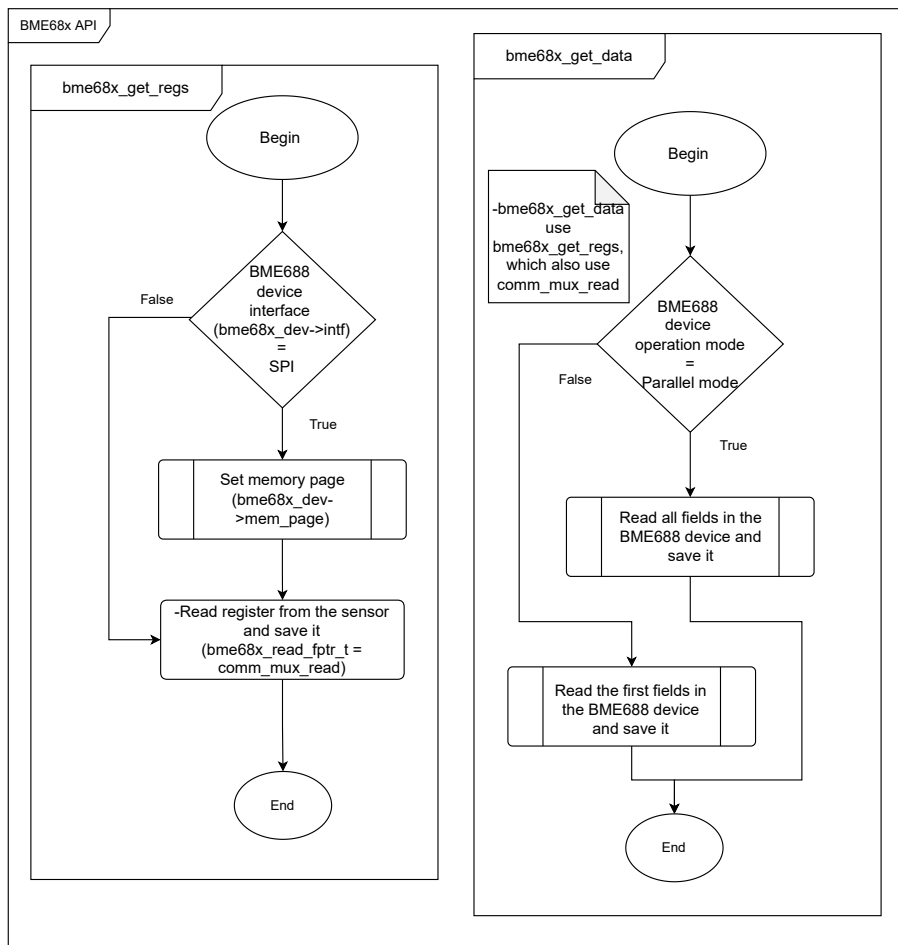 BME68x API
bme68x_get_regs
Begin
BME688
device
interface
(bme68x_dev->intf)
=
SPI
False
True
Set memory page
(bme68x_dev-
>mem_page)
-Read register from the sensor
and save it
(bme68x_read_fptr_t =
comm_mux_read)
End
bme68x_get_data
Begin
-bme68x_get_data
use
bme68x_get_regs,
which also use
comm_mux_read
BME688
device
operation mode
=
Parallel mode
False
True
Read all fields in the
BME688 device and
save it
Read the first fields in
the BME688 device
and save it
End